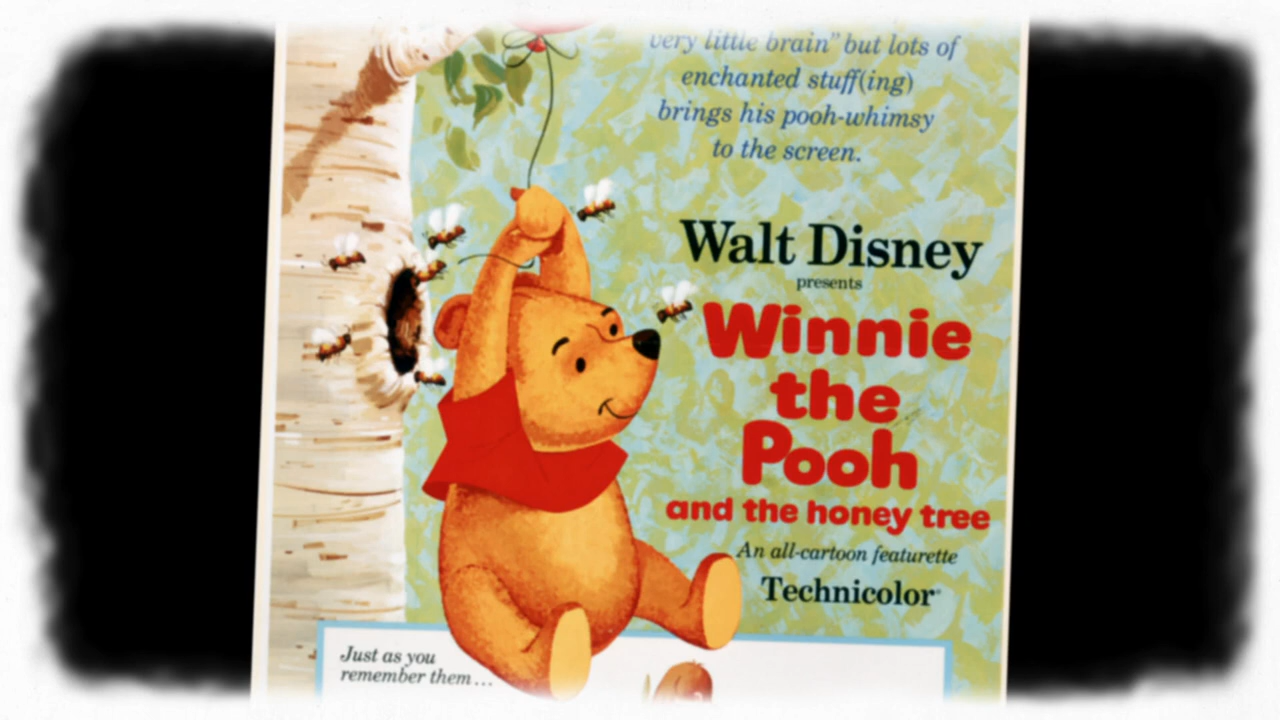 very little brain" but lots of
enchanted stuff(ing)
brings his pooh-whimsy
to the screen.
Walt Disney
presents
Winnie
the
Pooh
and the honey tree
An all-cartoon featurette
Technicolor®
Just as you
remember them...